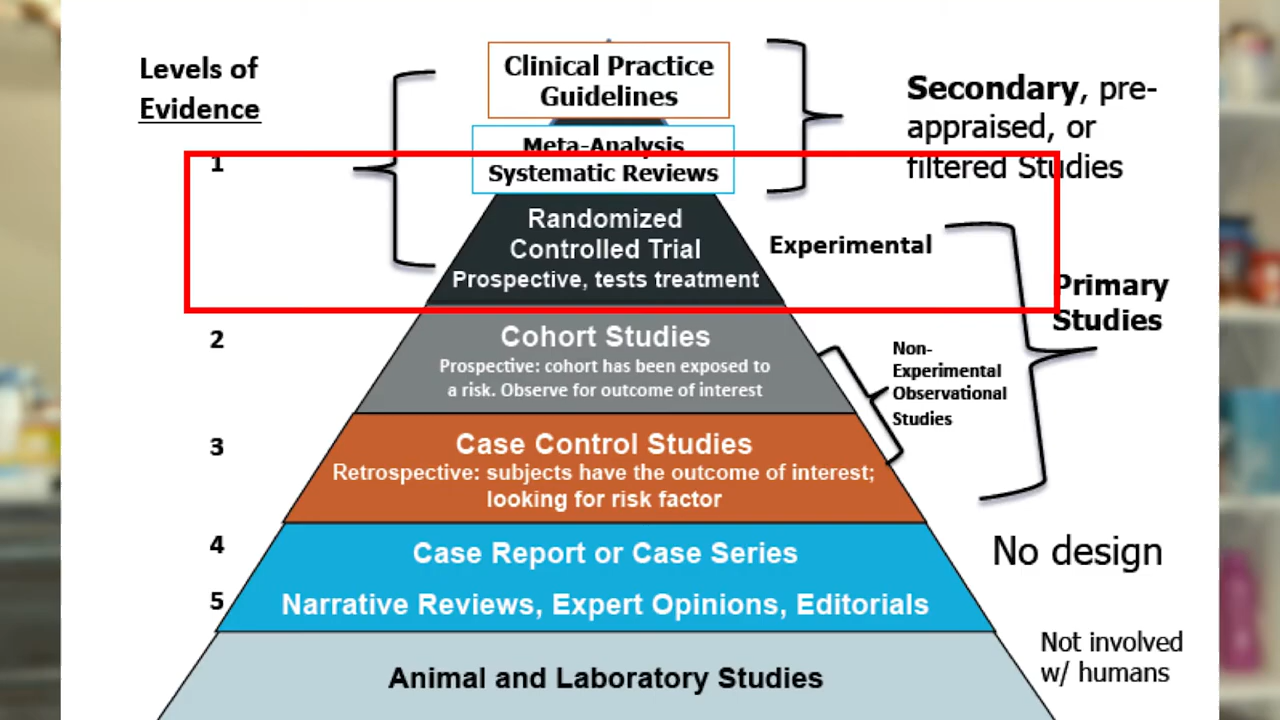 Levels of
Evidence
Clinical Practice
Guidelines
Secondary, pre-
appraised, or
filtered Studies
1
Meta-Analysis
Systematic Reviews
Randomized
Controlled Trial
Prospective, tests treatment
Experimental
Primary
Studies
2
Cohort Studies
Prospective: cohort has been exposed to
a risk. Observe for outcome of interest
Non-
Experimental
Observational
Studies
3
Case Control Studies
Retrospective: subjects have the outcome of interest;
looking for risk factor
4
Case Report or Case Series
No design
5
Narrative Reviews, Expert Opinions, Editorials
Animal and Laboratory Studies
Not involved
w/ humans